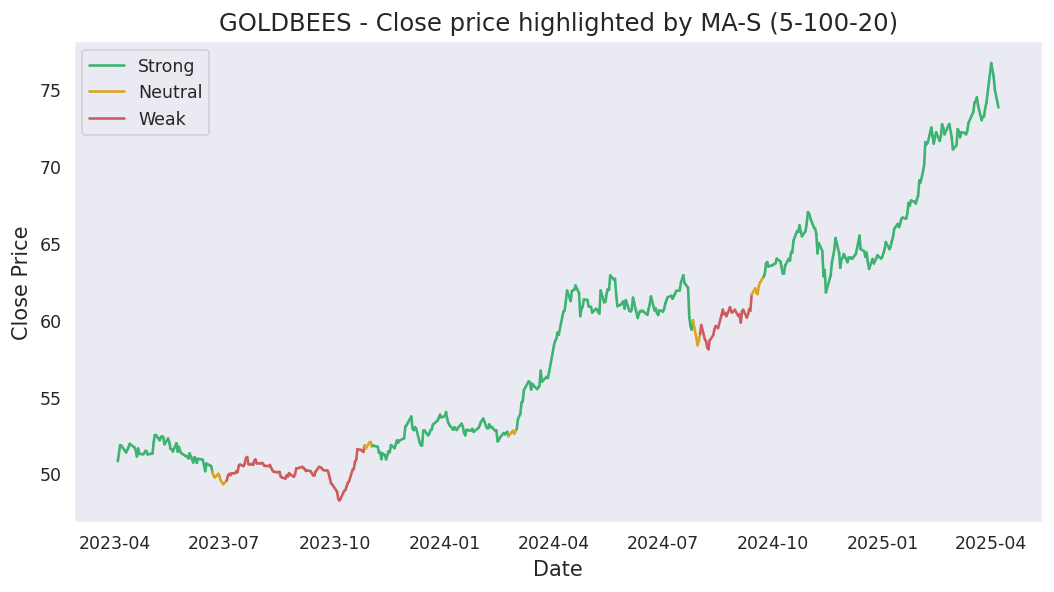 GOLDBEES - Close price highlighted by MA-S (5-100-20)
Strong
Neutral
Weak
Close Price
75
70
65
60
55
50
2023-04 2023-07 2023-10 2024-01 2024-04 2024-07 2024-10 2025-01 2025-04
Date